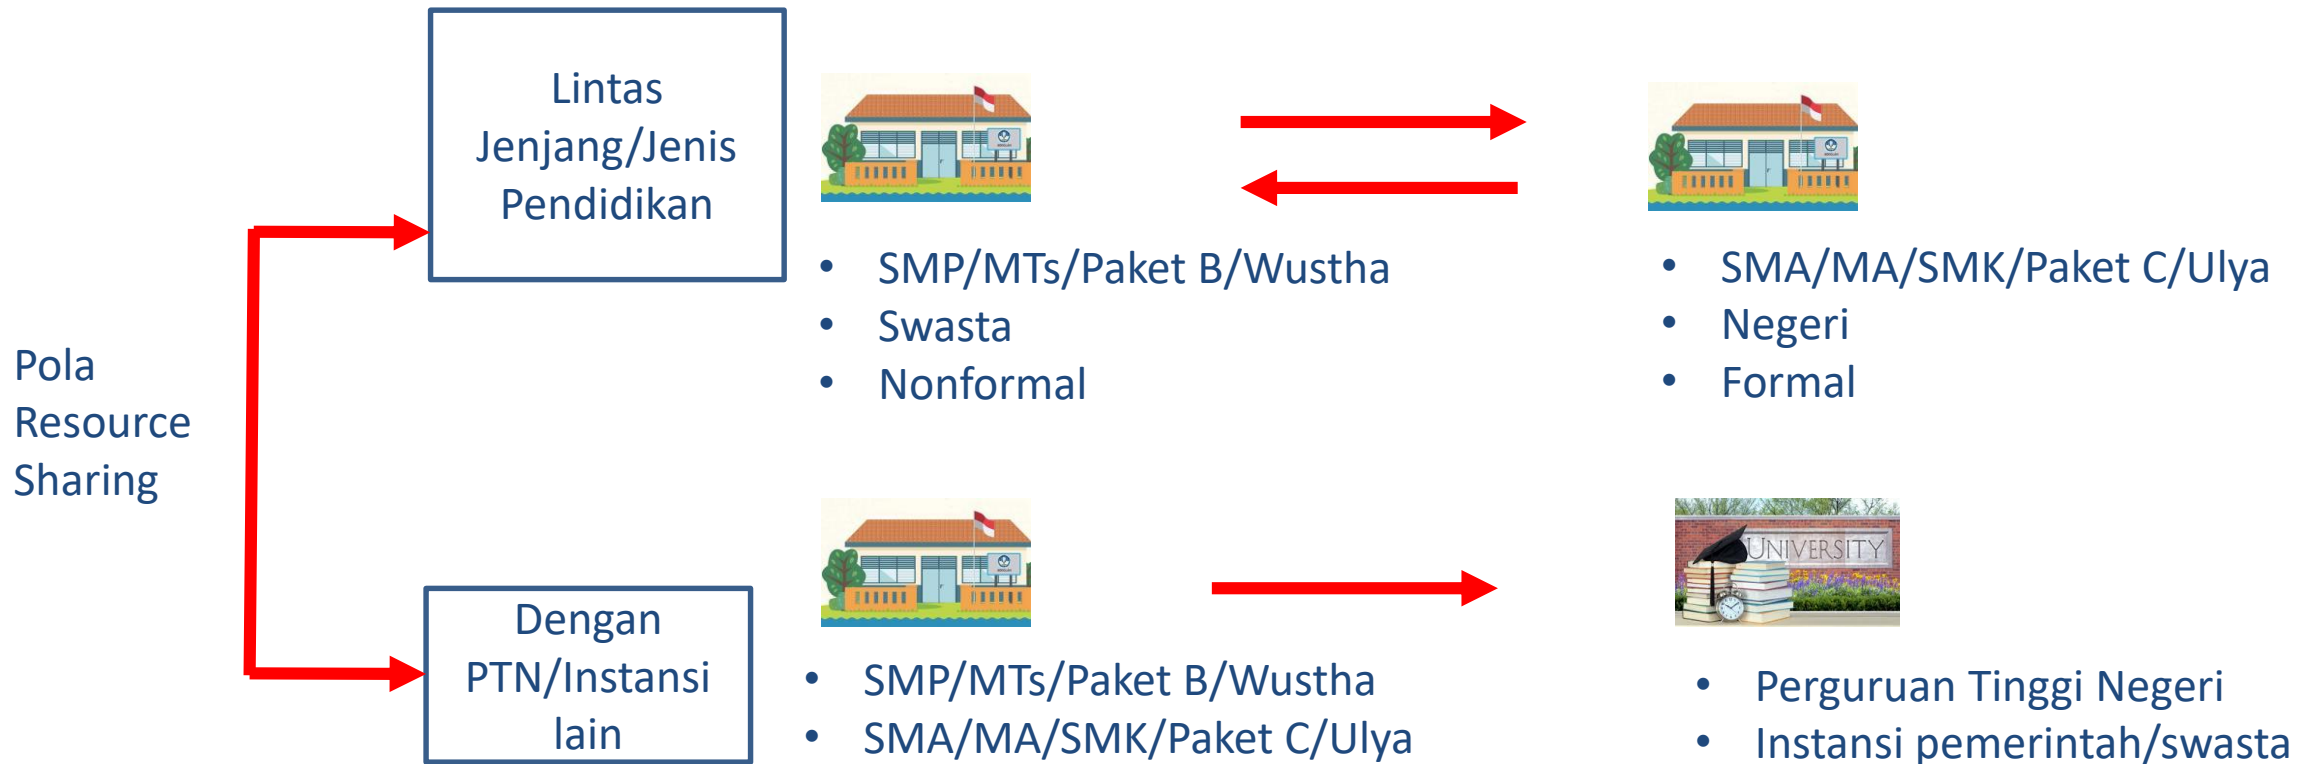 Pola
Resource
Sharing
Lintas
Jenjang/Jenis
Pendidikan
• SMP/MTs/Paket B/Wustha
• Swasta
• Nonformal
• SMA/MA/SMK/Paket C/Ulya
• Negeri
• Formal
Dengan
PTN/Instansi
lain
• SMP/MTs/Paket B/Wustha
• SMA/MA/SMK/Paket C/Ulya
UNIVERSITY
• Perguruan Tinggi Negeri
• Instansi pemerintah/swasta